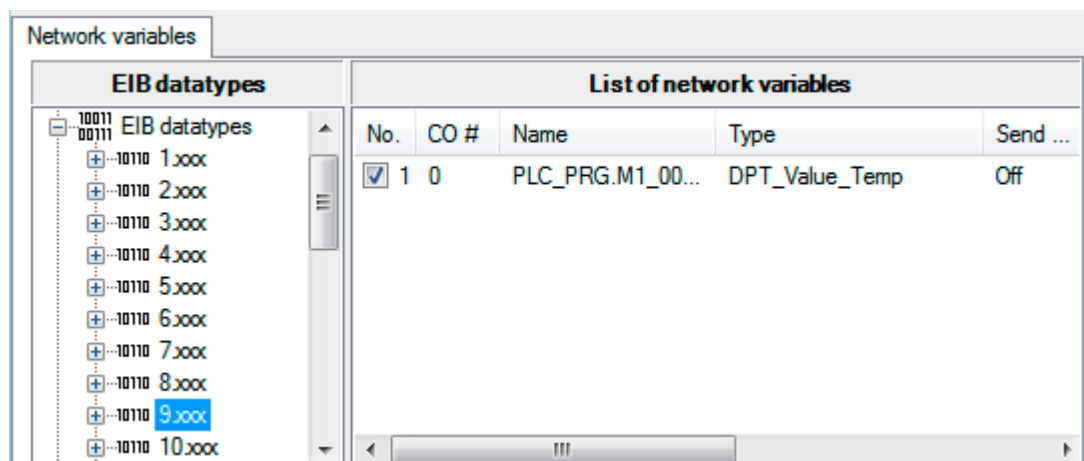 Network variables
EIB datatypes
List of network variables
EIB datatypes
1.xxx
2.xxx
3.xxx
4.xxx
5.xxx
6.xxx
7.xxx
8.xxx
9.xxx
10.xxx
No. CO # Name Type Send ...
1 0 PLC_PRG.M1_00... DPT_Value_Temp Off